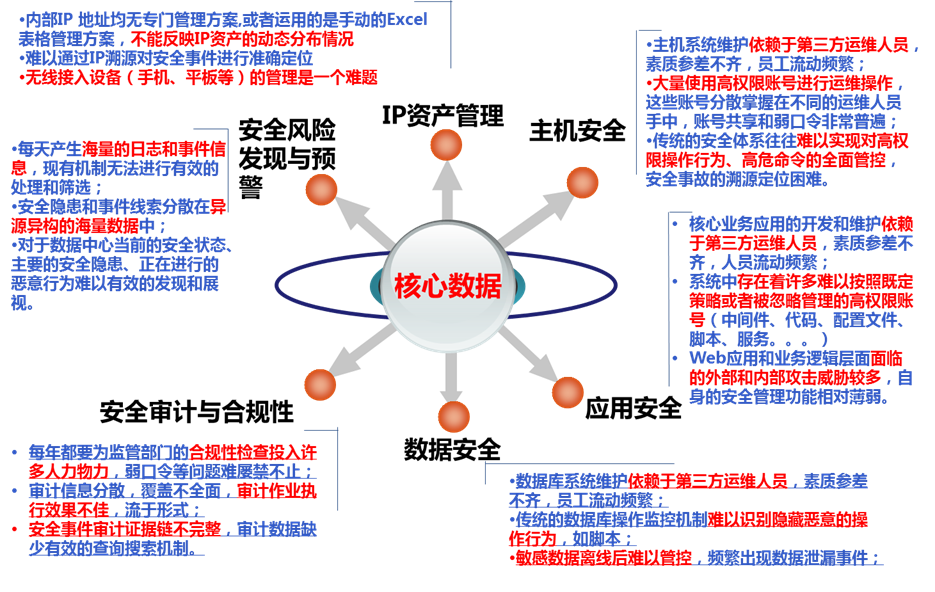 •内部IP 地址均无专门管理方案,或者运用的是手动的Excel
表格管理方案，不能反映IP资产的动态分布情况
•难以通过IP溯源对安全事件进行准确定位
•无线接入设备（手机、平板等）的管理是一个难题
IP资产管理
主机安全
•主机系统维护依赖于第三方运维人员，
素质参差不齐，员工流动频繁；
•大量使用高权限账号进行运维操作，
这些账号分散掌握在不同的运维人员
手中，账号共享和弱口令非常普遍；
•传统的安全体系往往难以实现对高权
限操作行为、高危命令的全面管控，
安全事故的溯源定位困难。
安全风险
发现与预
警
•每天产生海量的日志和事件信
息，现有机制无法进行有效的
处理和筛选；
•安全隐患和事件线索分散在异
源异构的海量数据中；
•对于数据中心当前的安全状态、
主要的安全隐患、正在进行的
恶意行为难以有效的发现和展
视。
核心数据
• 核心业务应用的开发和维护依赖
于第三方运维人员，素质参差不
齐，人员流动频繁；
• 系统中存在着许多难以按照既定
策略或者被忽略管理的高权限账
号（中间件、代码、配置文件、
脚本、服务。。。）
• Web应用和业务逻辑层面面临
的外部和内部攻击威胁较多，自
身的安全管理功能相对薄弱。
应用安全
安全审计与合规性
• 每年都要为监管部门的合规性检查投入许
多人力物力，弱口令等问题难屡禁不止；
• 审计信息分散，覆盖不全面，审计作业执
行效果不佳，流于形式；
• 安全事件审计证据链不完整，审计数据缺
少有效的查询搜索机制。
数据安全
•数据库系统维护依赖于第三方运维人员，素质参差
不齐，员工流动频繁；
•传统的数据库操作监控机制难以识别隐藏恶意的操
作行为，如脚本；
•敏感数据离线后难以管控，频繁出现数据泄漏事件；